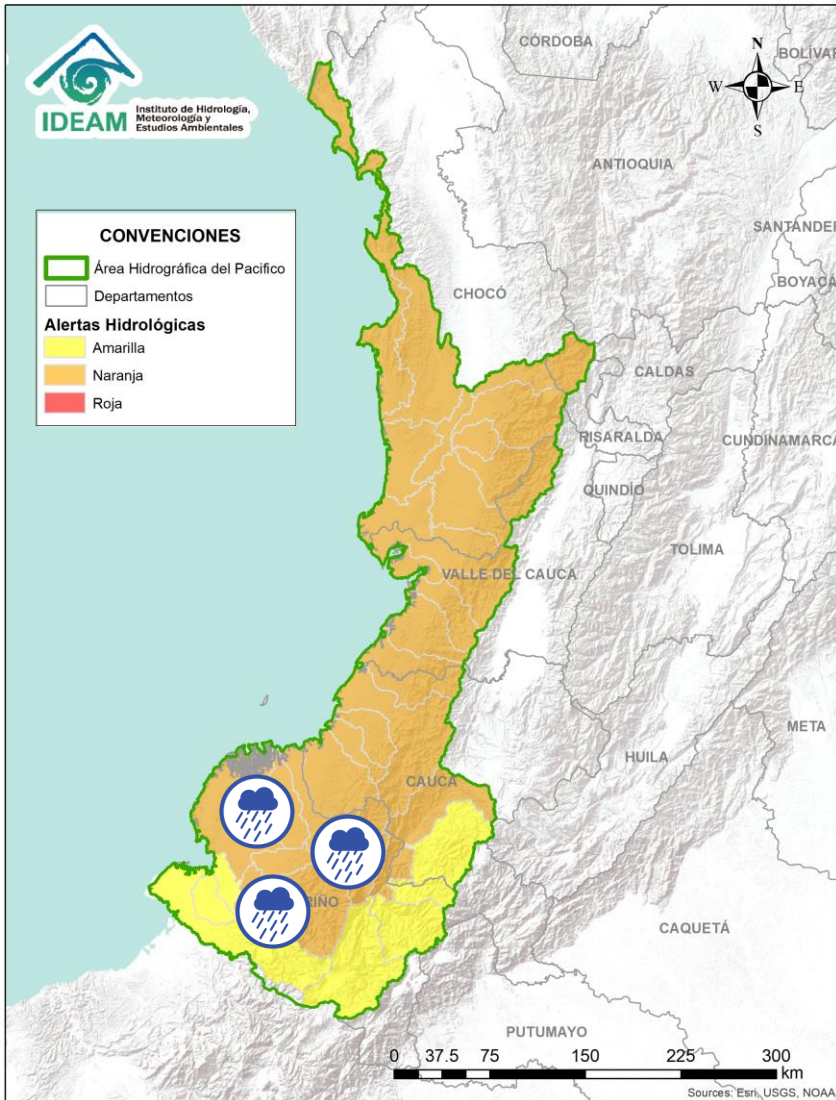 IDEAM
Instituto de Hidrología,
Meteorología y
Estudios Ambientales
CÓRDOBA
BOLÍVAR
N
W
E
S
ANTIOQUIA
SANTANDER
BOYACÁ
CONVENCIONES
Área Hidrográfica del Pacifico
Departamentos
Alertas Hidrológicas
Amarilla
Naranja
Roja
CHOCÓ
CALDAS
RISARALDA
CUNDINAMARCA
QUINDÍO
TOLIMA
VALLE DEL CAUCA
META
HUILA
CAUCA
RIÑO
CAQUETÁ
PUTUMAYO
0 37.5 75 150 225 300
km
Sources: Esri, USGS, NOAA